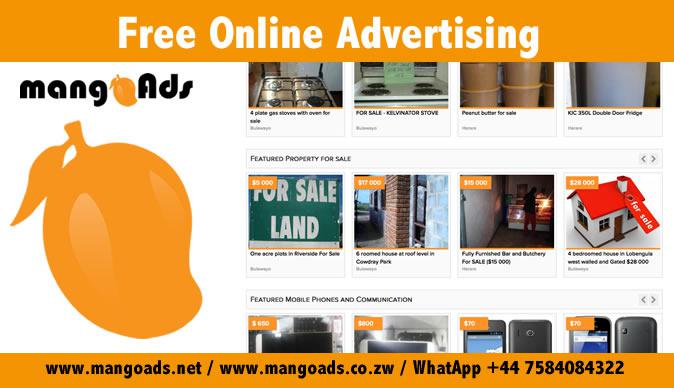 Free Online Advertising
mangoAds
4 plate gas stoves with oven for
sale
Bulawayo
FOR SALE - KELVINATOR STOVE
Bulawayo
Peanut butter for sale
Harare
KIC 350L Double Door Fridge
Harare
Featured Property for sale
$5 000
FOR SALE
LAND
One acre plots in Riverside For Sale
Bulawayo
$17 000
6 roomed house at roof level in
Cowdray Park
Bulawayo
$15 000
Fully Furnished Bar and Butchery
For SALE ($15 000)
Harare
$28 000
for sale
4 bedroomed house in Lobengula
west walled and Gated $28 000
Bulawayo
Featured Mobile Phones and Communication
$ 650
$600
$70
$70
www.mangoads.net / www.mangoads.co.zw / WhatApp +44 7584084322